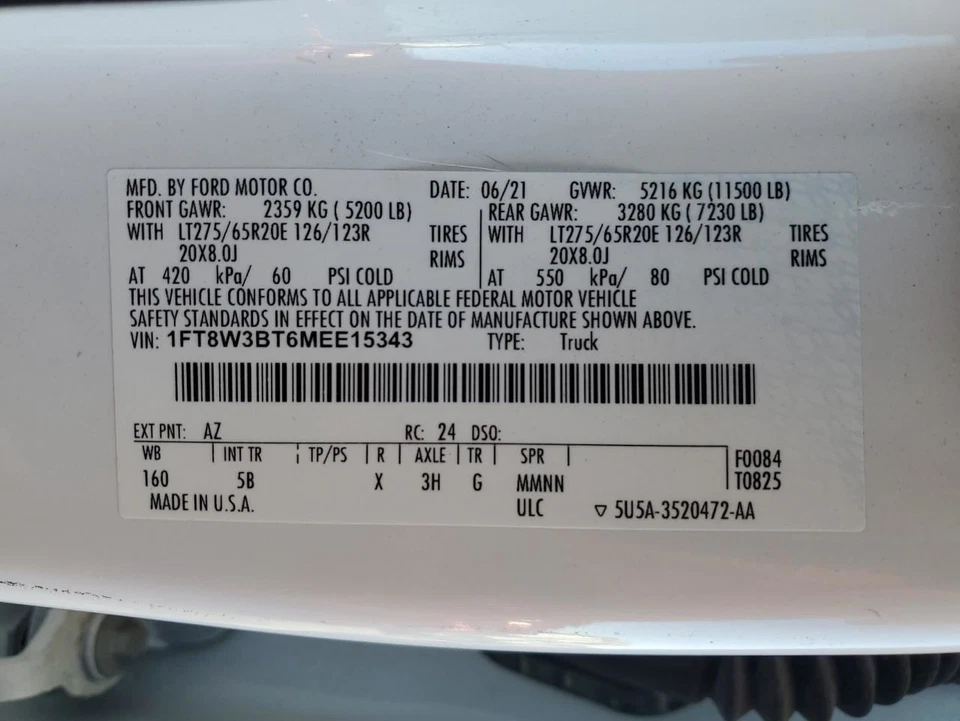 MFD. BY FORD MOTOR CO. DATE: 06/21 GVWR: 5216 KG (11500 LB)
FRONT GAWR: 2359 KG ( 5200 LB) REAR GAWR: 3280 KG ( 7230 LB)
WITH LT275/65R20E 126/123R TIRES WITH LT275/65R20E 126/123R TIRES
20X8.0J RIMS 20X8.0J RIMS
AT 420 kPa/ 60 PSI COLD AT 550 kPa/ 80 PSI COLD
THIS VEHICLE CONFORMS TO ALL APPLICABLE FEDERAL MOTOR VEHICLE
SAFETY STANDARDS IN EFFECT ON THE DATE OF MANUFACTURE SHOWN ABOVE.
VIN: 1FT8W3BT6MEE15343 TYPE: Truck
EXT PNT: AZ RC: 24 DSO:
WB INT TR TP/PS R AXLE TR SPR F0084
160 5B X 3H G MMNN T0825
MADE IN U.S.A. ULC ▽ 5U5A-3520472-AA